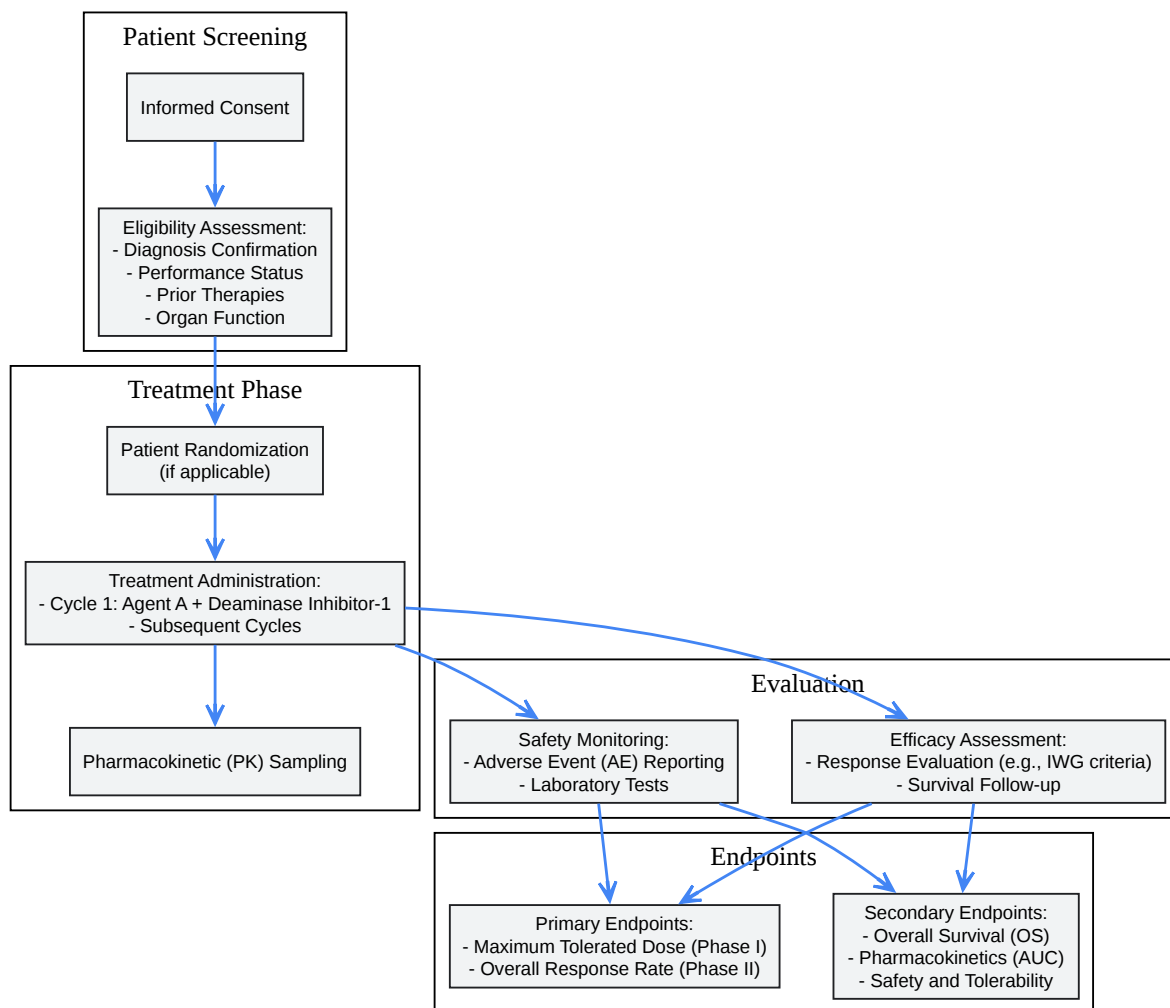 Patient Screening
Informed Consent
Eligibility Assessment:
- Diagnosis Confirmation
- Performance Status
- Prior Therapies
- Organ Function
Treatment Phase
Patient Randomization
(if applicable)
Treatment Administration:
- Cycle 1: Agent A + Deaminase Inhibitor-1
- Subsequent Cycles
Pharmacokinetic (PK) Sampling
Evaluation
Safety Monitoring:
- Adverse Event (AE) Reporting
- Laboratory Tests
Efficacy Assessment:
- Response Evaluation (e.g., IWG criteria)
- Survival Follow-up
Endpoints
Primary Endpoints:
- Maximum Tolerated Dose (Phase I)
- Overall Response Rate (Phase II)
Secondary Endpoints:
- Overall Survival (OS)
- Pharmacokinetics (AUC)
- Safety and Tolerability